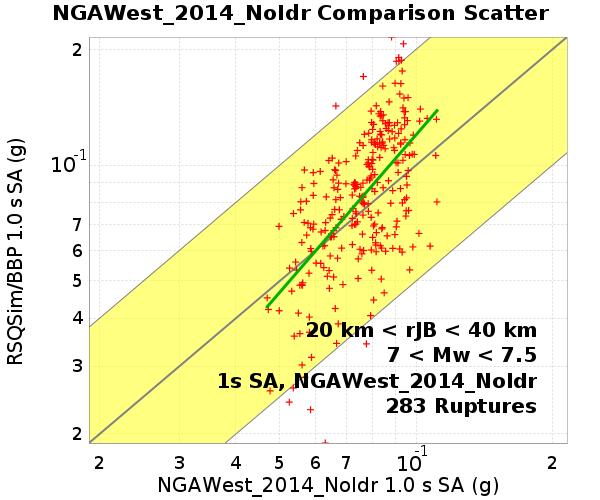 NGAWest_2014_NoIdr Comparison Scatter
RSQSim/BBP 1.0 s SA (g)
2
10-1
7
6
5
4
3
2
20 km < rJB < 40 km
7 < Mw < 7.5
1s SA, NGAWest_2014_NoIdr
283 Ruptures
2 3 4 5 6 7 10-1 2
NGAWest_2014_NoIdr 1.0 s SA (g)